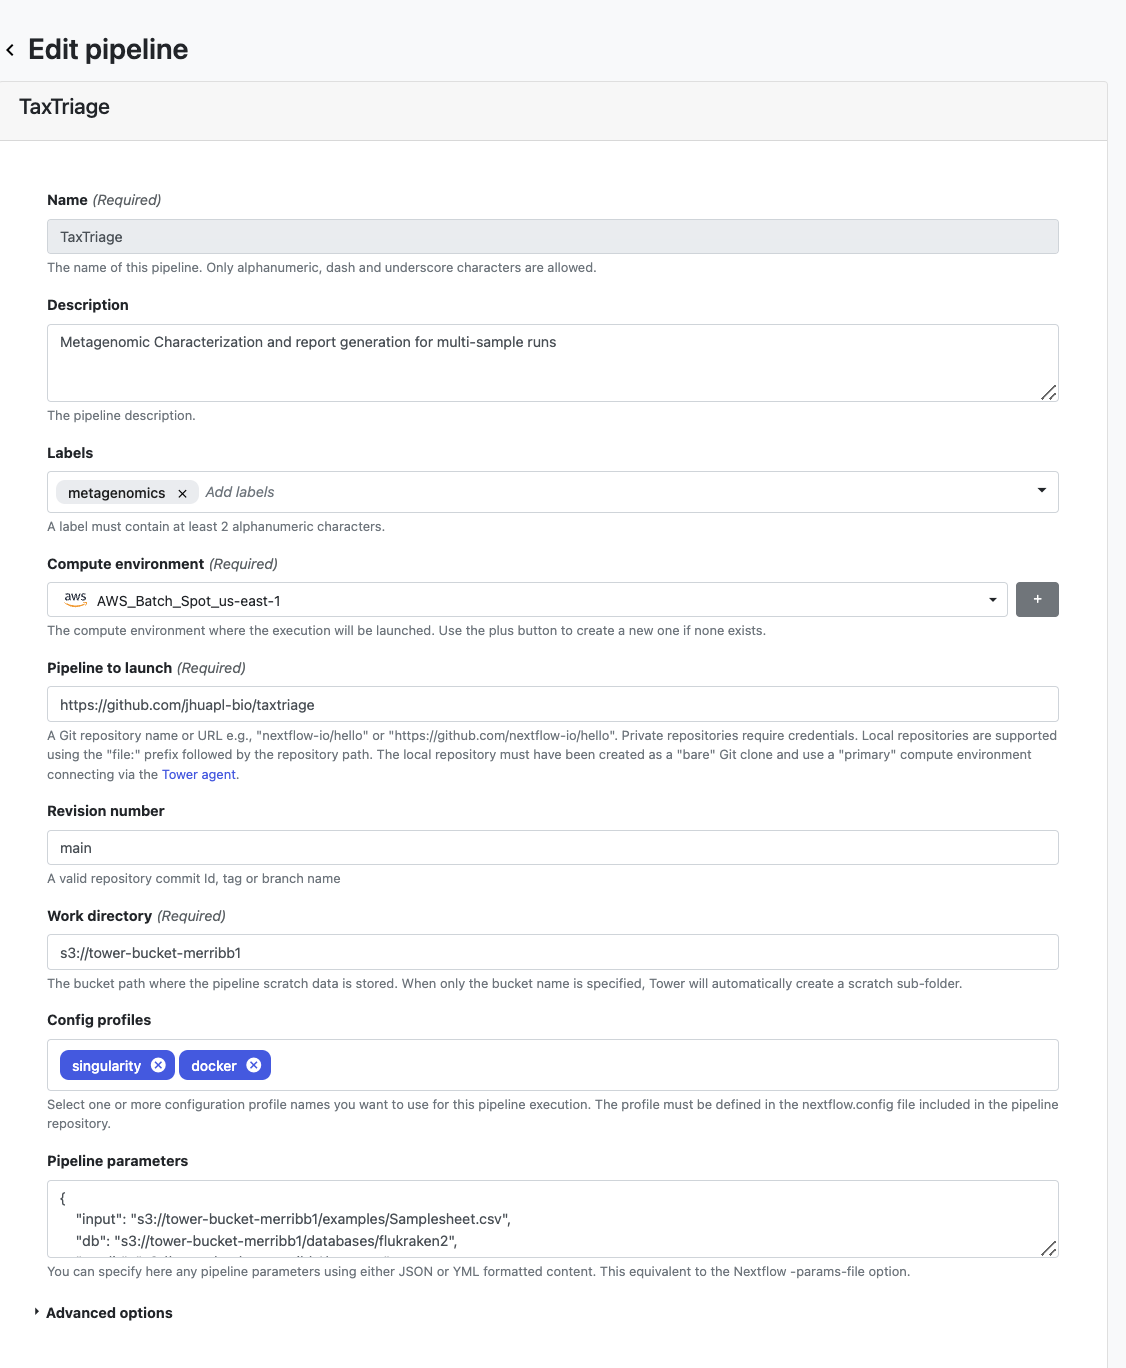 Edit pipeline
TaxTriage
Name (Required)
TaxTriage
The name of this pipeline. Only alphanumeric, dash and underscore characters are allowed.
Description
Metagenomic Characterization and report generation for multi-sample runs
The pipeline description.
Labels
metagenomics × Add labels
A label must contain at least 2 alphanumeric characters.
Compute environment (Required)
aws AWS_Batch_Spot_us-east-1 +
The compute environment where the execution will be launched. Use the plus button to create a new one if none exists.
Pipeline to launch (Required)
https://github.com/jhuapl-bio/taxtriage
A Git repository name or URL e.g., "nextflow-io/hello" or "https://github.com/nextflow-io/hello". Private repositories require credentials. Local repositories are supported
using the "file:" prefix followed by the repository path. The local repository must have been created as a "bare" Git clone and use a "primary" compute environment
connecting via the Tower agent.
Revision number
main
A valid repository commit Id, tag or branch name
Work directory (Required)
s3://tower-bucket-merribb1
The bucket path where the pipeline scratch data is stored. When only the bucket name is specified, Tower will automatically create a scratch sub-folder.
Config profiles
singularity docker
Select one or more configuration profile names you want to use for this pipeline execution. The profile must be defined in the nextflow.config file included in the pipeline
repository.
Pipeline parameters
{
"input": "s3://tower-bucket-merribb1/examples/Samplesheet.csv",
"db": "s3://tower-bucket-merribb1/databases/flukraken2",
You can specify here any pipeline parameters using either JSON or YML formatted content. This equivalent to the Nextflow -params-file option.
Advanced options